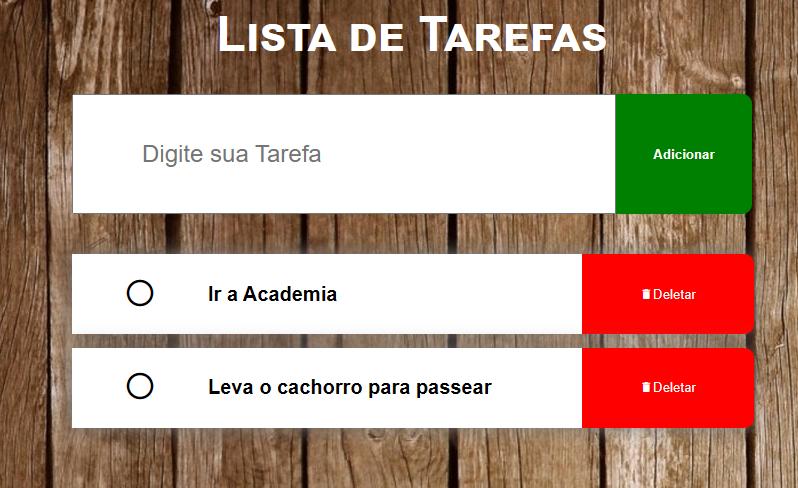 Lista de Tarefas
Digite sua Tarefa
Adicionar
Ir a Academia
Deletar
Leva o cachorro para passear
Deletar